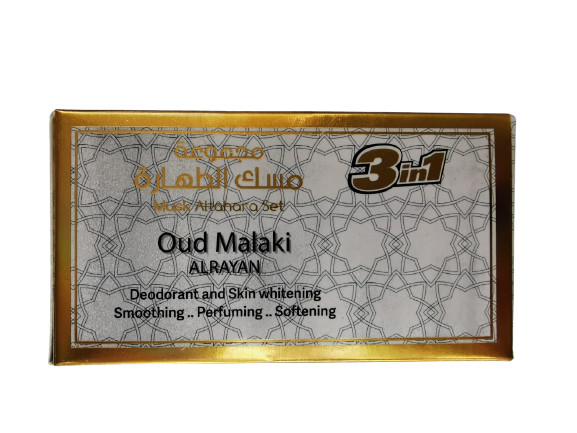 مجموعة
مسك الطهارة
Musk Altahara Set
3in1
Oud Malaki
ALRAYAN
Deodorant and Skin whitening
Smoothing .. Perfuming .. Softening